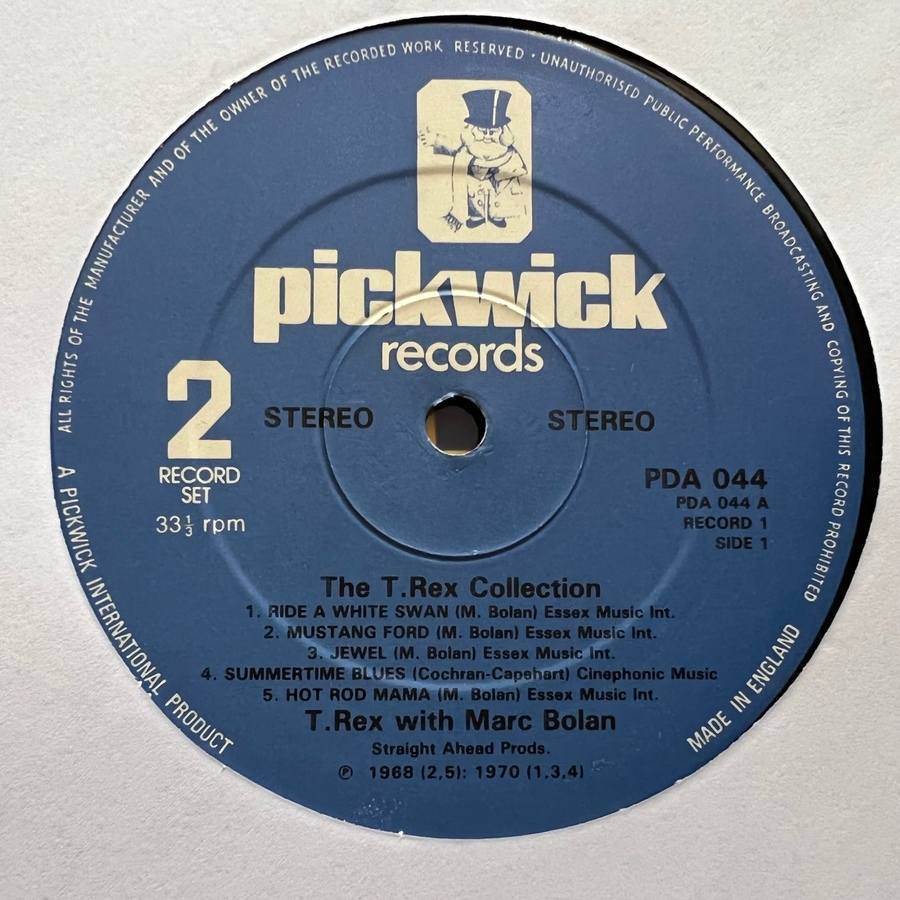 ALL RIGHTS OF THE MANUFACTURER AND OF THE OWNER OF THE RECORDED WORK RESERVED · UNAUTHORISED PUBLIC PERFORMANCE BROADCASTING AND COPYING OF THIS RECORD PROHIBITED
pickwick
records
2
RECORD
SET
33⅓ rpm
STEREO STEREO
PDA 044
PDA 044 A
RECORD 1
SIDE 1
The T.Rex Collection
1. RIDE A WHITE SWAN (M. Bolan) Essex Music Int.
2. MUSTANG FORD (M. Bolan) Essex Music Int.
3. JEWEL (M. Bolan) Essex Music Int.
4. SUMMERTIME BLUES (Cochran-Capehart) Cinephonic Music
5. HOT ROD MAMA (M. Bolan) Essex Music Int.
T.Rex with Marc Bolan
Straight Ahead Prods.
℗ 1968 (2,5): 1970 (1,3,4)
A PICKWICK INTERNATIONAL PRODUCT
MADE IN ENGLAND